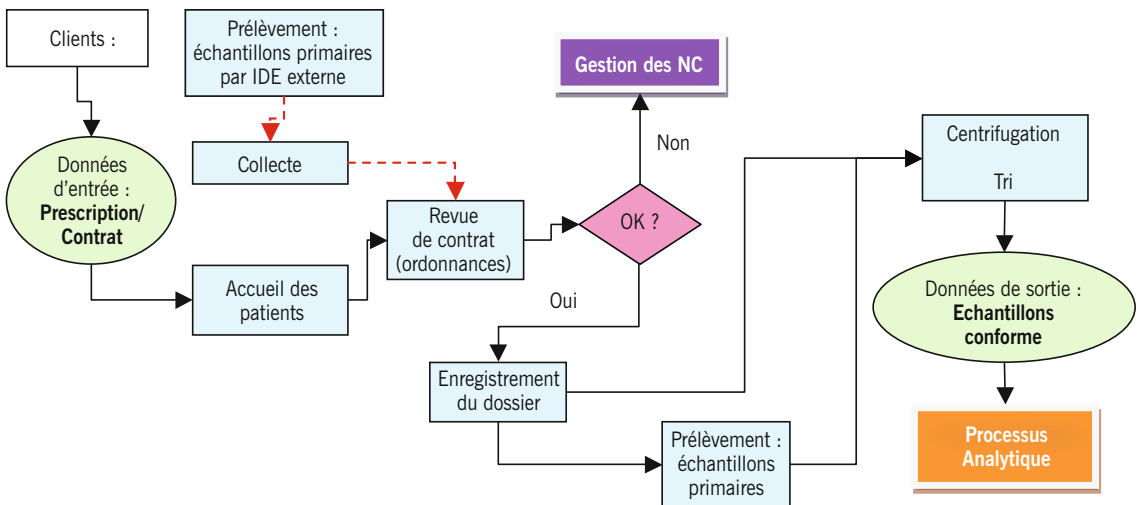 Clients :
Prélèvement :
échantillons primaires
par IDE externe
Gestion des NC
Données
d'entrée :
Prescription/
Contrat
Collecte
Non
Centrifugation
Tri
Revue
de contrat
(ordonnances)
OK ?
Accueil des
patients
Oui
Données de sortie :
Echantillons
conforme
Enregistrement
du dossier
Prélèvement :
échantillons
primaires
Processus
Analytique